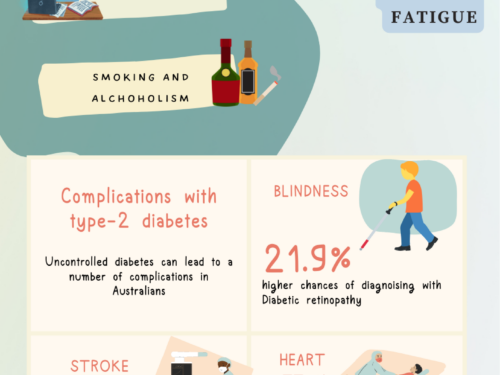 FATIGUE
SMOKING AND
ALCHOHOLISM
Complications with
type-2 diabetes
Uncontrolled diabetes can lead to a
number of complications in
Australians
BLINDNESS
21.9%
higher chances of diagnoising with
Diabetic retinopathy
STROKE
HEART